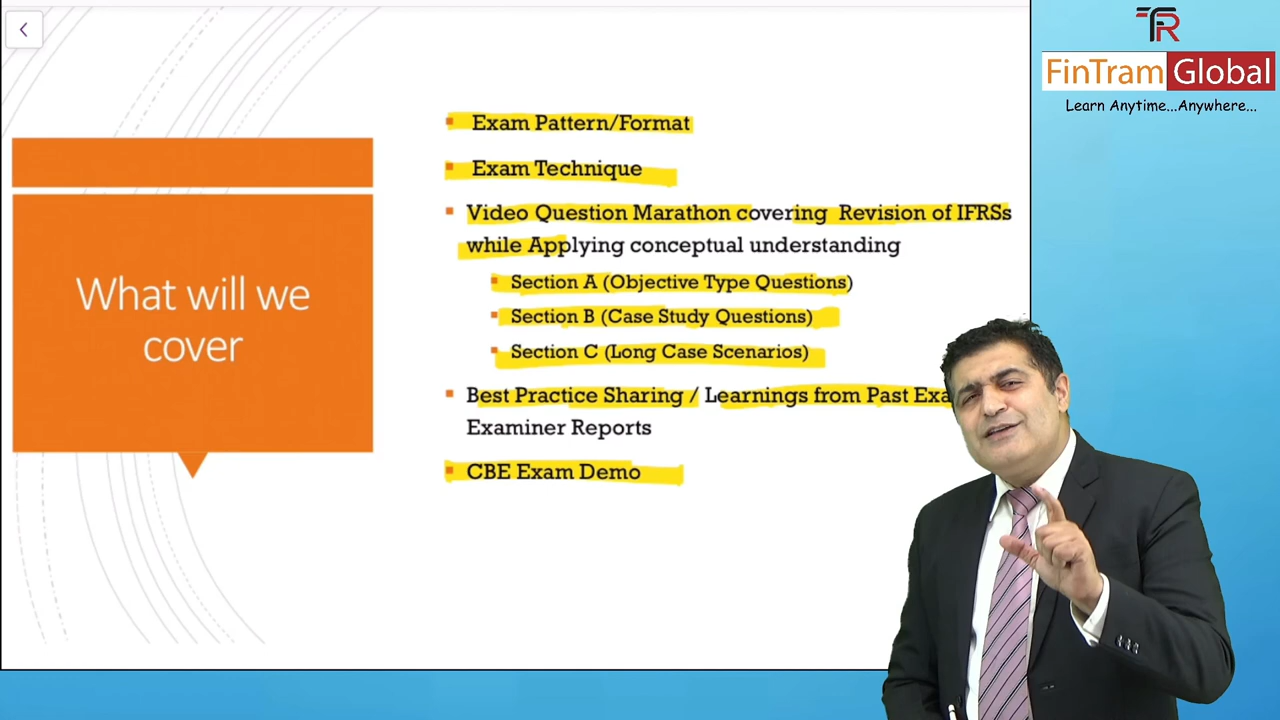 FinTram Global
Learn Anytime...Anywhere...
What will we
cover
Exam Pattern/Format
Exam Technique
Video Question Marathon covering Revision of IFRSs
while Applying conceptual understanding
Section A (Objective Type Questions)
Section B (Case Study Questions)
Section C (Long Case Scenarios)
Best Practice Sharing / Learnings from Past
Examiner Reports
CBE Exam Demo